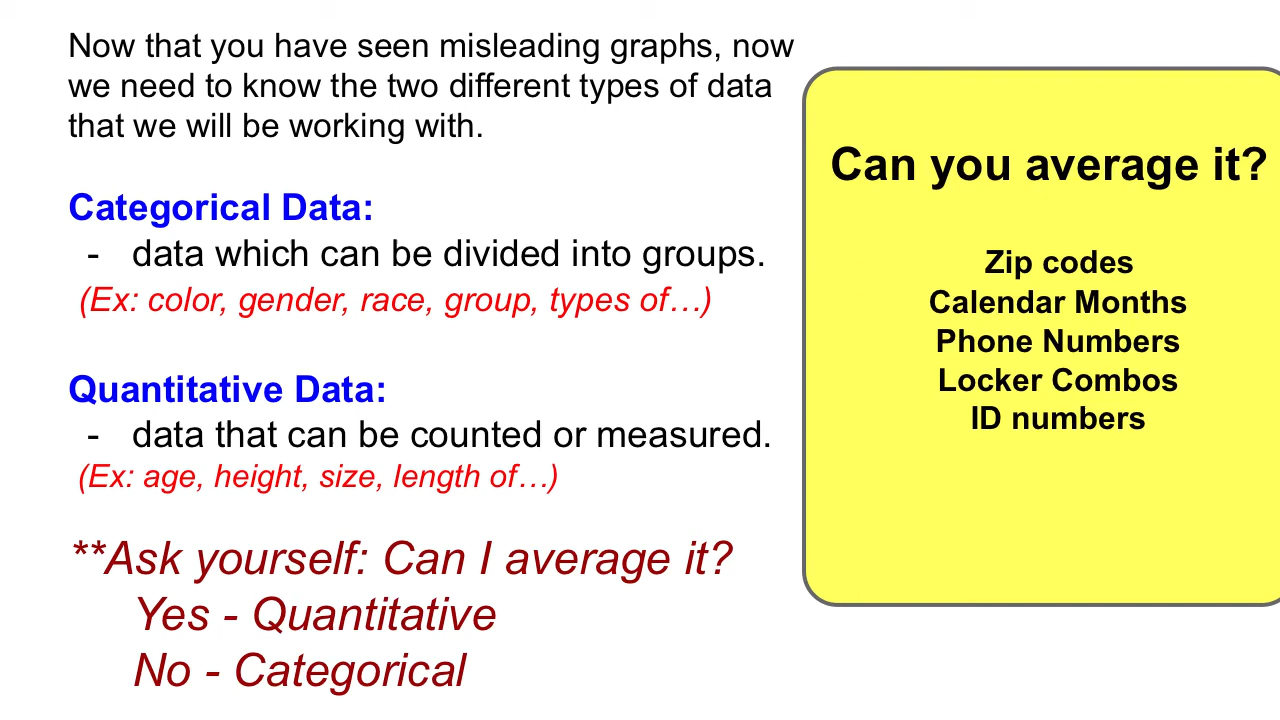 Now that you have seen misleading graphs, now
we need to know the two different types of data
that we will be working with.
Categorical Data:
- data which can be divided into groups.
(Ex: color, gender, race, group, types of…)
Quantitative Data:
- data that can be counted or measured.
(Ex: age, height, size, length of…)
**Ask yourself: Can I average it?
Yes - Quantitative
No - Categorical
Can you average it?
Zip codes
Calendar Months
Phone Numbers
Locker Combos
ID numbers